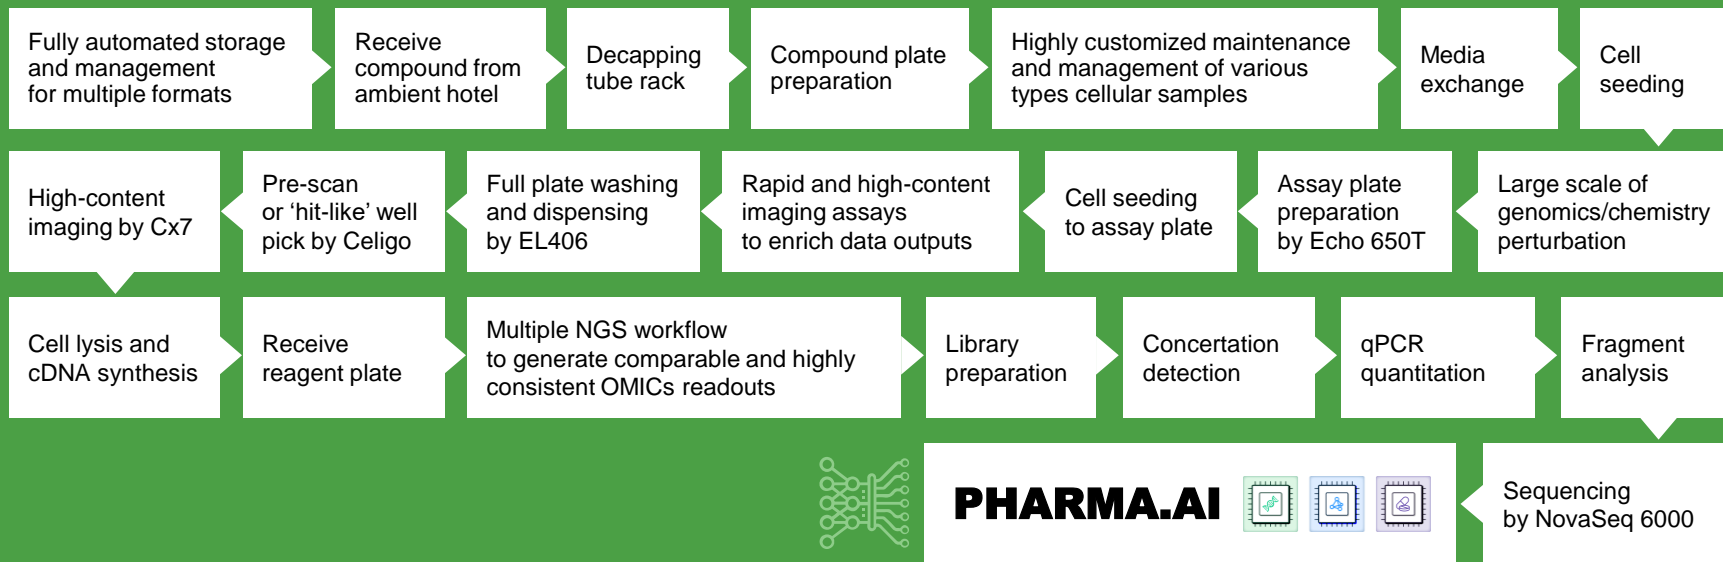 Fully automated storage
and management
for multiple formats
Receive
compound from
ambient hotel
Decapping
tube rack
Compound plate
preparation
Highly customized maintenance
and management of various
types cellular samples
Media
exchange
Cell
seeding
High-content
imaging by Cx7
Pre-scan
or ‘hit-like’ well
pick by Celigo
Full plate washing
and dispensing
by EL406
Rapid and high-content
imaging assays
to enrich data outputs
Cell seeding
to assay plate
Assay plate
preparation
by Echo 650T
Large scale of
genomics/chemistry
perturbation
Cell lysis and
cDNA synthesis
Receive
reagent plate
Multiple NGS workflow
to generate comparable and highly
consistent OMICs readouts
Library
preparation
Concertation
detection
qPCR
quantitation
Fragment
analysis
PHARMA.AI
Sequencing
by NovaSeq 6000